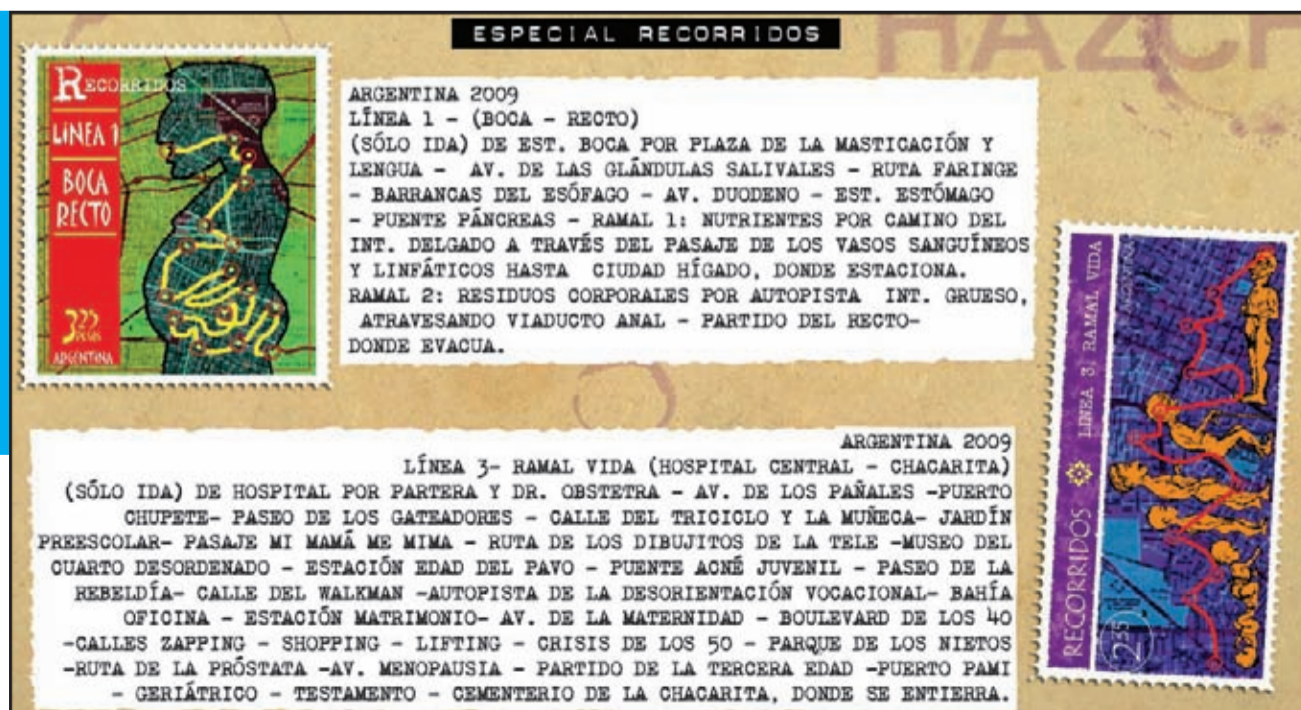 ESPECIAL RECORRIDOS
HAZCH
RECORRIDOS
LÍNEA 1
BOCA
RECTO
3,25
PESOS
ARGENTINA
ARGENTINA 2009
LÍNEA 1 - (BOCA - RECTO)
(SÓLO IDA) DE EST. BOCA POR PLAZA DE LA MASTICACIÓN Y
LENGUA - AV. DE LAS GLÁNDULAS SALIVALES - RUTA FARINGE
- BARRANCAS DEL ESÓFAGO - AV. DUODENO - EST. ESTÓMAGO
- PUENTE PÁNCREAS - RAMAL 1: NUTRIENTES POR CAMINO DEL
INT. DELGADO A TRAVÉS DEL PASAJE DE LOS VASOS SANGUÍNEOS
Y LINFÁTICOS HASTA CIUDAD HÍGADO, DONDE ESTACIONA.
RAMAL 2: RESIDUOS CORPORALES POR AUTOPISTA INT. GRUESO,
ATRAVESANDO VIADUCTO ANAL - PARTIDO DEL RECTO-
DONDE EVACUA.
ARGENTINA 2009
LÍNEA 3- RAMAL VIDA (HOSPITAL CENTRAL - CHACARITA)
(SÓLO IDA) DE HOSPITAL POR PARTERA Y DR. OBSTETRA - AV. DE LOS PAÑALES -PUERTO
CHUPETE- PASEO DE LOS GATEADORES - CALLE DEL TRICICLO Y LA MUÑECA- JARDÍN
PREESCOLAR- PASAJE MI MAMÁ ME MIMA - RUTA DE LOS DIBUJITOS DE LA TELE -MUSEO DEL
CUARTO DESORDENADO - ESTACIÓN EDAD DEL PAVO - PUENTE ACNÉ JUVENIL - PASEO DE LA
REBELDÍA- CALLE DEL WALKMAN -AUTOPISTA DE LA DESORIENTACIÓN VOCACIONAL- BAHÍA
OFICINA - ESTACIÓN MATRIMONIO- AV. DE LA MATERNIDAD - BOULEVARD DE LOS 40
-CALLES ZAPPING - SHOPPING - LIFTING - CRISIS DE LOS 50 - PARQUE DE LOS NIETOS
-RUTA DE LA PRÓSTATA -AV. MENOPAUSIA - PARTIDO DE LA TERCERA EDAD -PUERTO PAMI
- GERIÁTRICO - TESTAMENTO - CEMENTERIO DE LA CHACARITA, DONDE SE ENTIERRA.
RECORRIDOS LINEA 3, RAMAL VIDA
ARGENTINA
2,35